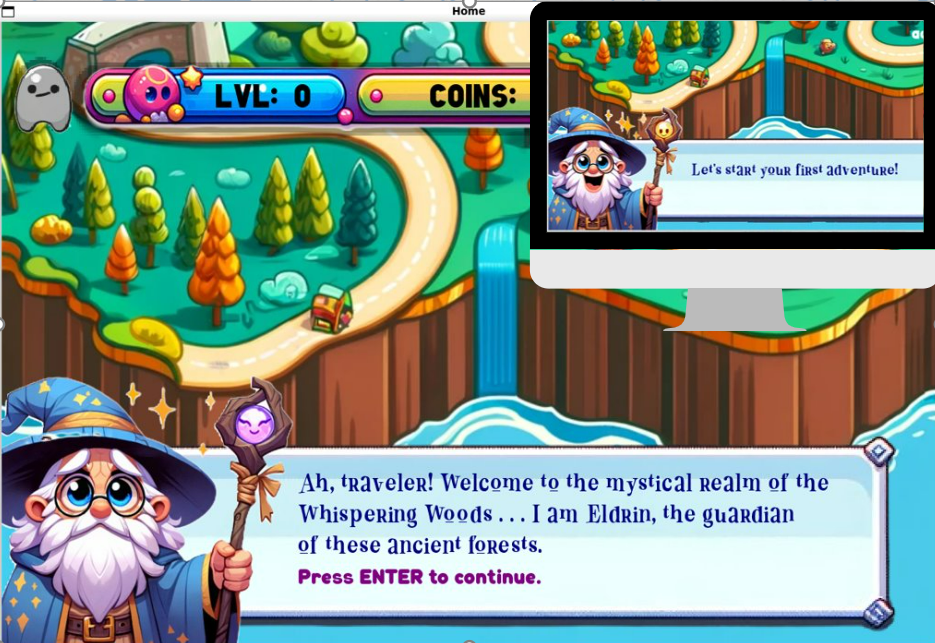 Home
LVL: 0
COINS:
Let's start your first adventure!
Ah, traveler! Welcome to the mystical realm of the
Whispering Woods . . . I am Eldrin, the guardian
of these ancient forests.
Press ENTER to continue.